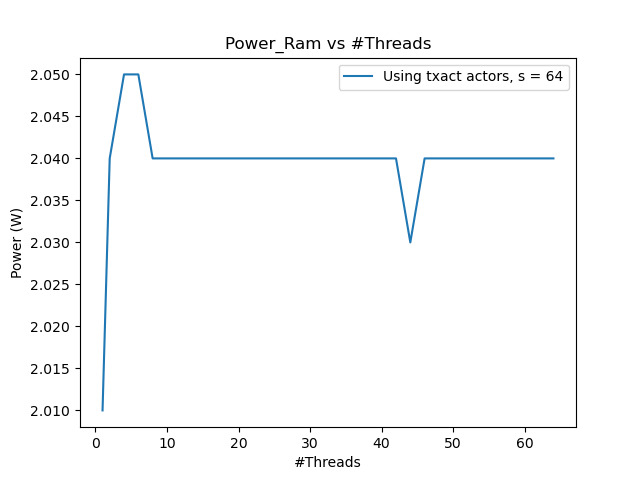 Power_Ram vs #Threads
Using txact actors, s = 64
2.050
2.045
2.040
2.035
2.030
2.025
2.020
2.015
2.010
Power (W)
0 10 20 30 40 50 60
#Threads